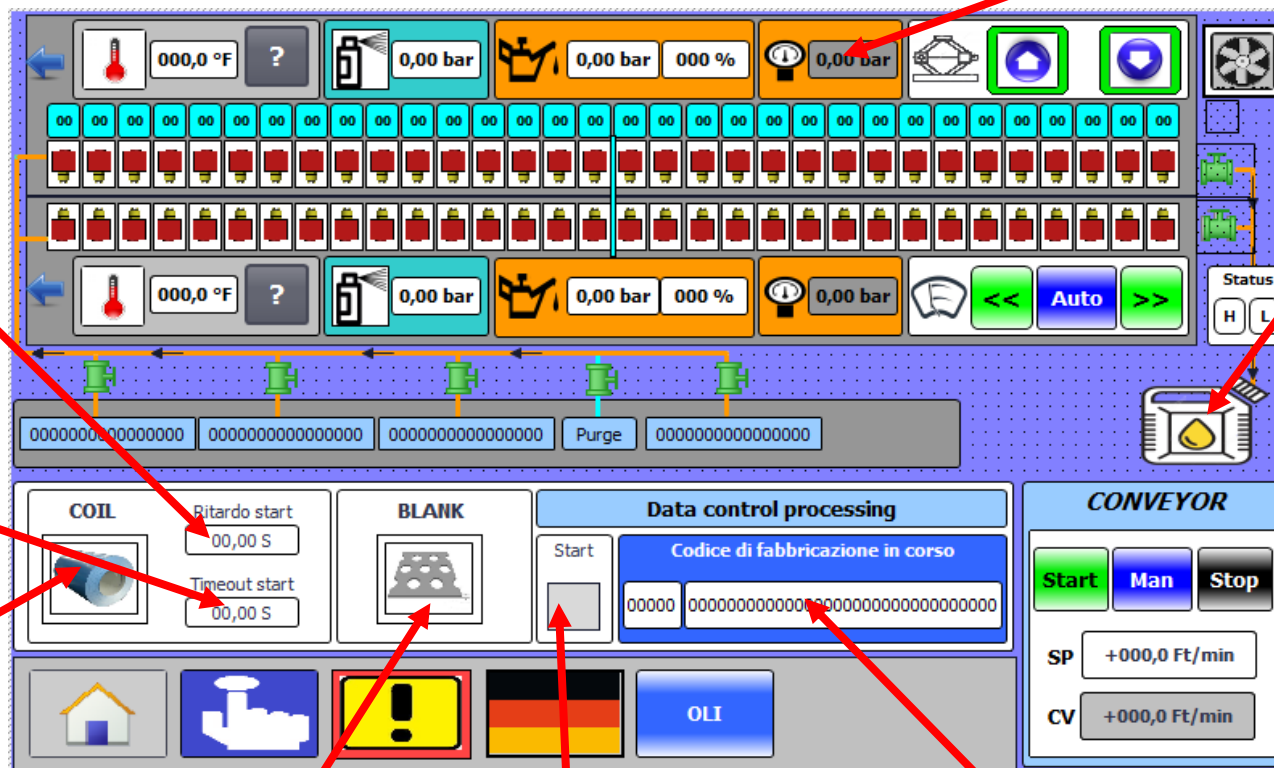 000,0 °F ? 0,00 bar 0,00 bar 000 % 0,00 bar
00 00 00 00 00 00 00 00 00 00 00 00 00 00 00 00 00 00 00 00 00 00 00 00 00 00 00 00 00 00 00 00
000,0 °F ? 0,00 bar 0,00 bar 000 % 0,00 bar << Auto >>
Status
H L
0000000000000000 0000000000000000 0000000000000000 Purge 0000000000000000
COIL
Ritardo start
00,00 S
Timeout start
00,00 S
BLANK
Data control processing
Start
Codice di fabbricazione in corso
00000 00000000000000000000000000000000
CONVEYOR
Start Man Stop
SP +000,0 Ft/min
CV +000,0 Ft/min
OLI